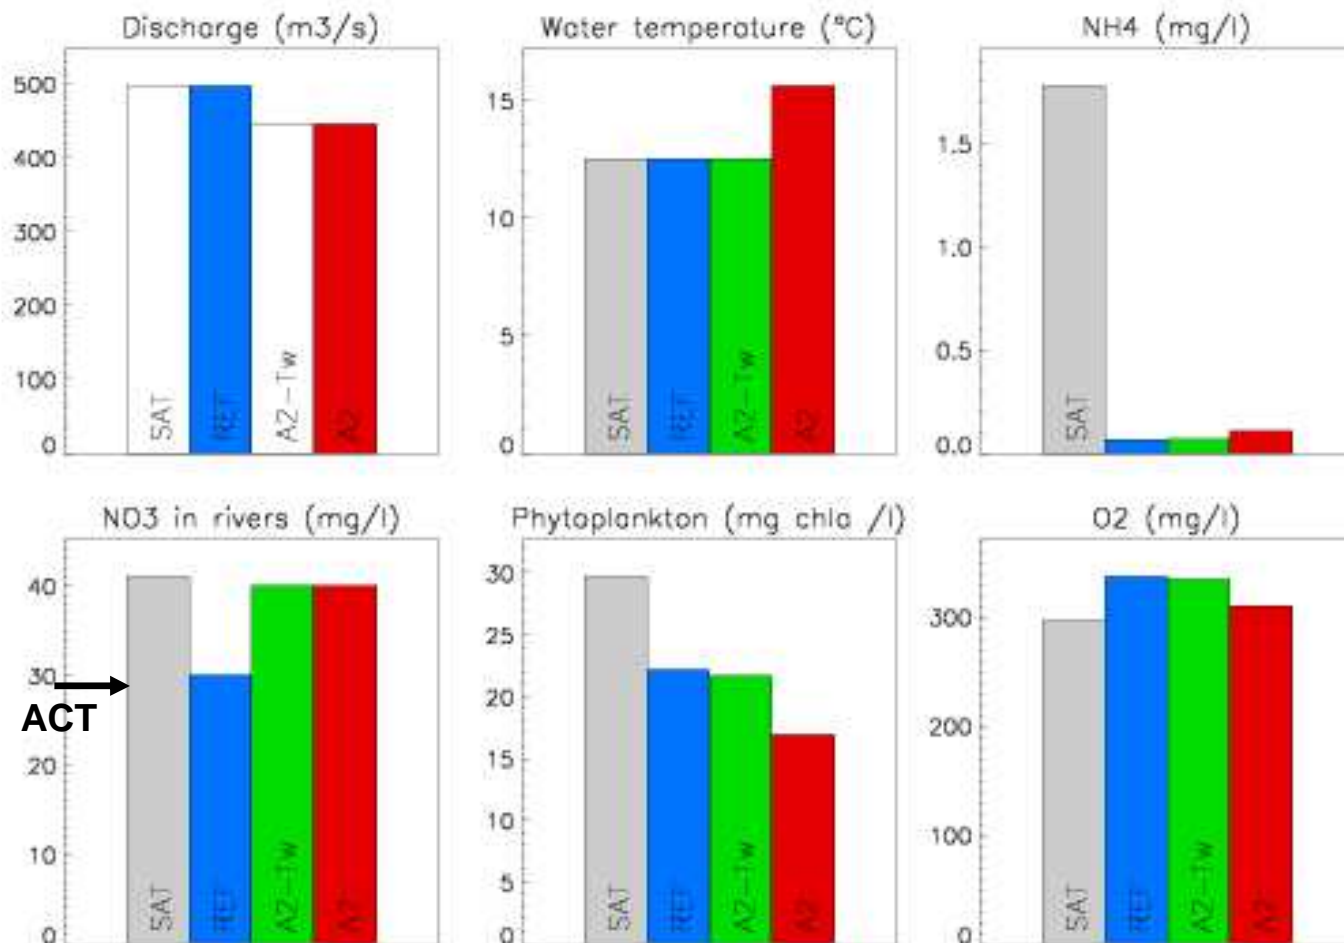 Discharge (m3/s)
500
400
300
200
100
0
SAT
REF
A2-Tw
A2
Water temperature (°C)
15
10
5
0
SAT
REF
A2-Tw
A2
NH4 (mg/l)
1.5
1.0
0.5
0.0
SAT
NO3 in rivers (mg/l)
40
30
20
10
0
ACT
SAT
REF
A2-Tw
A2
Phytoplankton (mg chla /l)
30
25
20
15
10
5
0
SAT
REF
A2-Tw
A2
O2 (mg/l)
300
200
100
0
SAT
REF
A2-Tw
A2